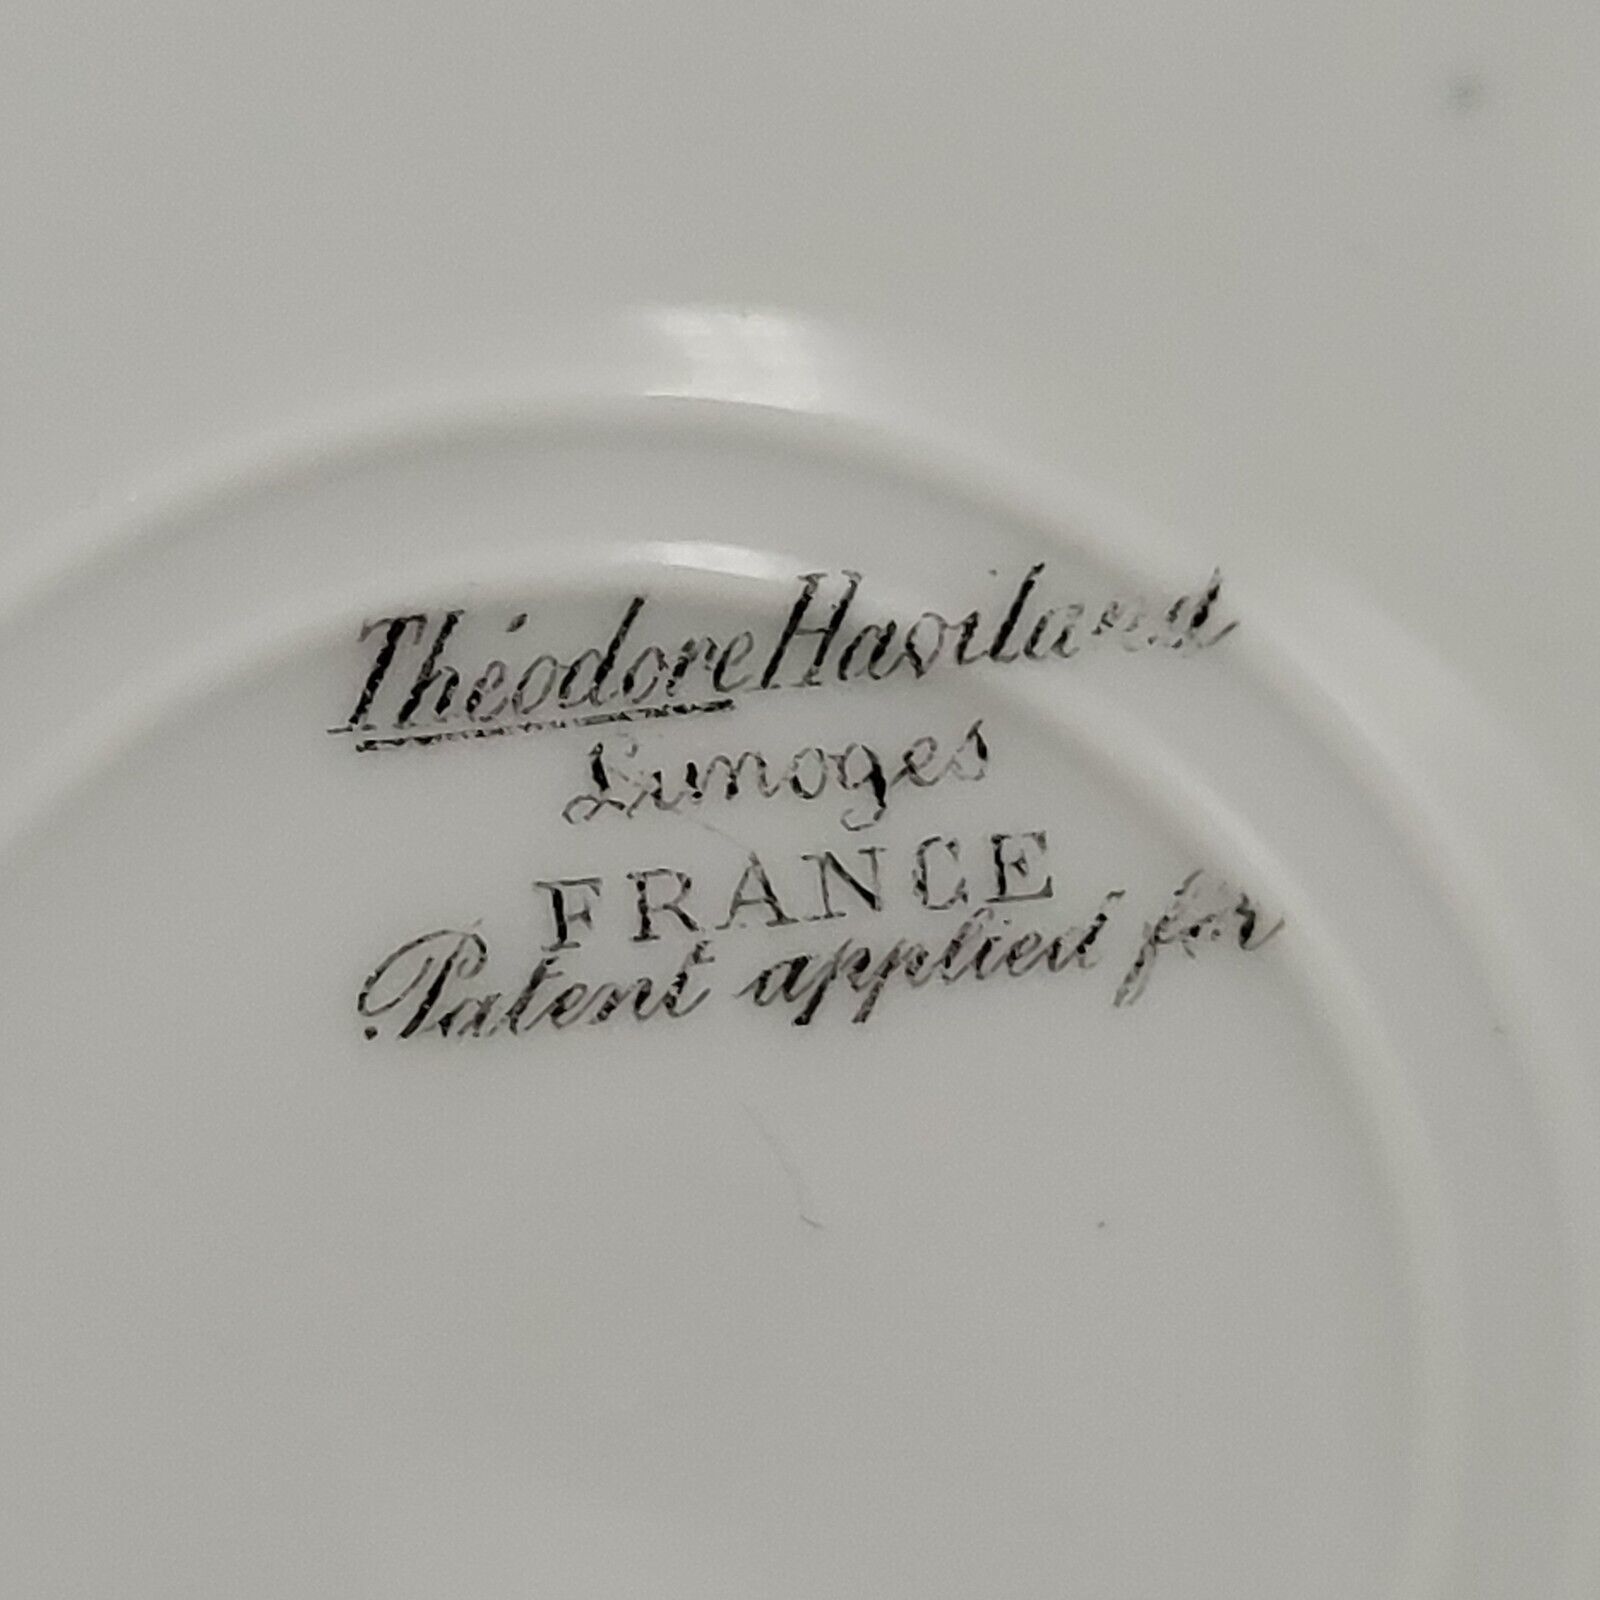 Théodore Haviland
Limoges
FRANCE
Patent applied for